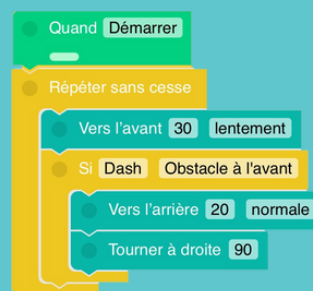 Quand Démarrer
Répéter sans cesse
Vers l'avant 30 lentement
Si Dash Obstacle à l'avant
Vers l'arrière 20 normale
Tourner à droite 90